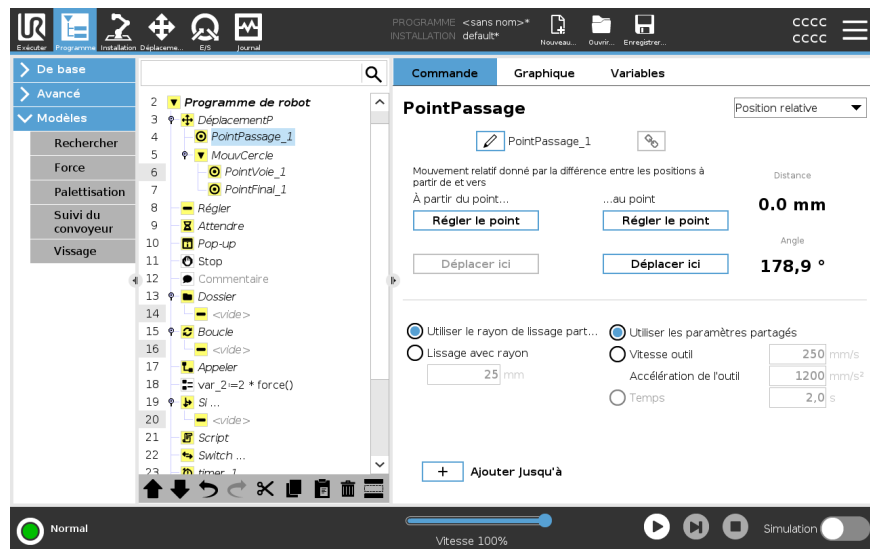 PROGRAMME <sans nom>*
INSTALLATION default*
Exécuter Programme Installation Déplaceme... E/S Journal
Nouveau... Ouvrir... Enregistrer...
CCCC
CCCC
De base
Avancé
Modèles
Rechercher
Force
Palettisation
Suivi du
convoyeur
Vissage
2 Programme de robot
3 DéplacementP
4 PointPassage_1
5 MouvCercle
6 PointVoie_1
7 PointFinal_1
8 Régler
9 Attendre
10 Pop-up
11 Stop
12 Commentaire
13 Dossier
14 <vide>
15 Boucle
16 <vide>
17 Appeler
18 var_2≔2 * force()
19 Si ...
20 <vide>
21 Script
22 Switch ...
23 timer_1
Commande Graphique Variables
PointPassage
Position relative
PointPassage_1
Mouvement relatif donné par la différence entre les positions à
partir de et vers
Distance
À partir du point... ...au point
0.0 mm
Régler le point Régler le point
Angle
Déplacer ici Déplacer ici
178,9 °
Utiliser le rayon de lissage part...
Lissage avec rayon
25 mm
Utiliser les paramètres partagés
Vitesse outil 250 mm/s
Accélération de l'outil 1200 mm/s²
Temps 2,0 s
+ Ajouter Jusqu'à
Normal
Vitesse 100%
Simulation